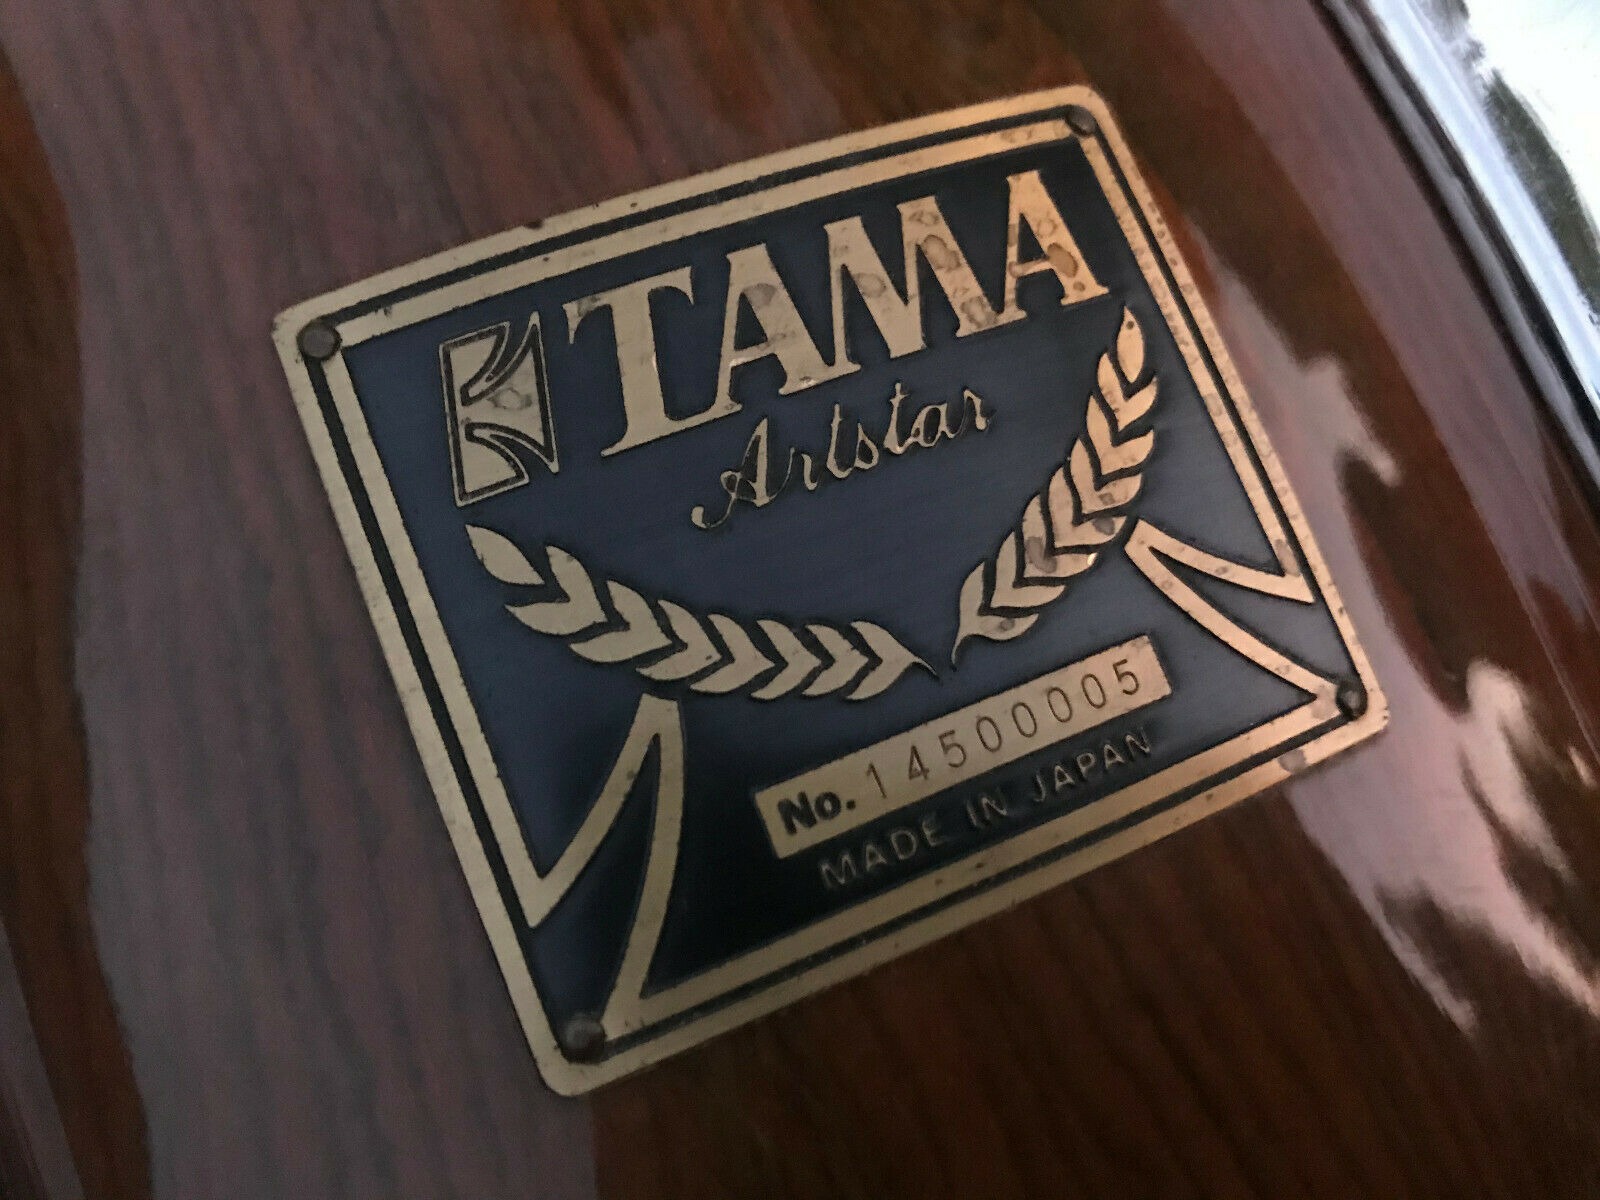 TAMA
Artstar
No. 14500005
MADE IN JAPAN